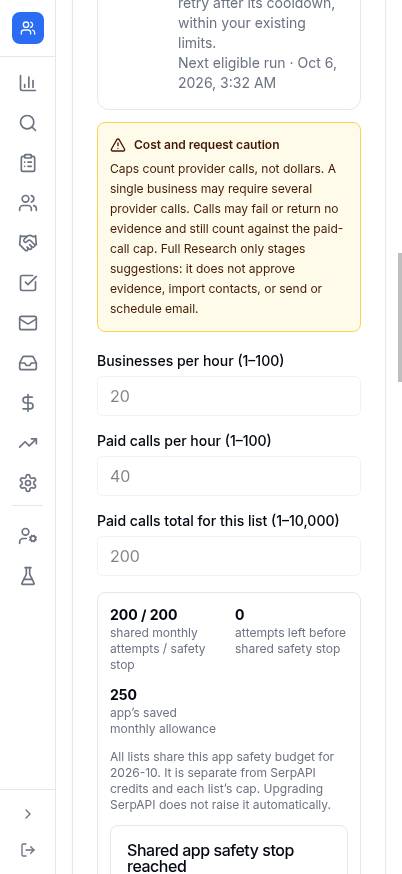 retry after its cooldown,
within your existing
limits.
Next eligible run · Oct 6,
2026, 3:32 AM
Cost and request caution
Caps count provider calls, not dollars. A
single business may require several
provider calls. Calls may fail or return no
evidence and still count against the paid-
call cap. Full Research only stages
suggestions: it does not approve
evidence, import contacts, or send or
schedule email.
Businesses per hour (1–100)
20
Paid calls per hour (1–100)
40
Paid calls total for this list (1–10,000)
200
200 / 200
shared monthly
attempts / safety
stop
0
attempts left before
shared safety stop
250
app’s saved
monthly allowance
All lists share this app safety budget for
2026-10. It is separate from SerpAPI
credits and each list’s cap. Upgrading
SerpAPI does not raise it automatically.
Shared app safety stop
reached